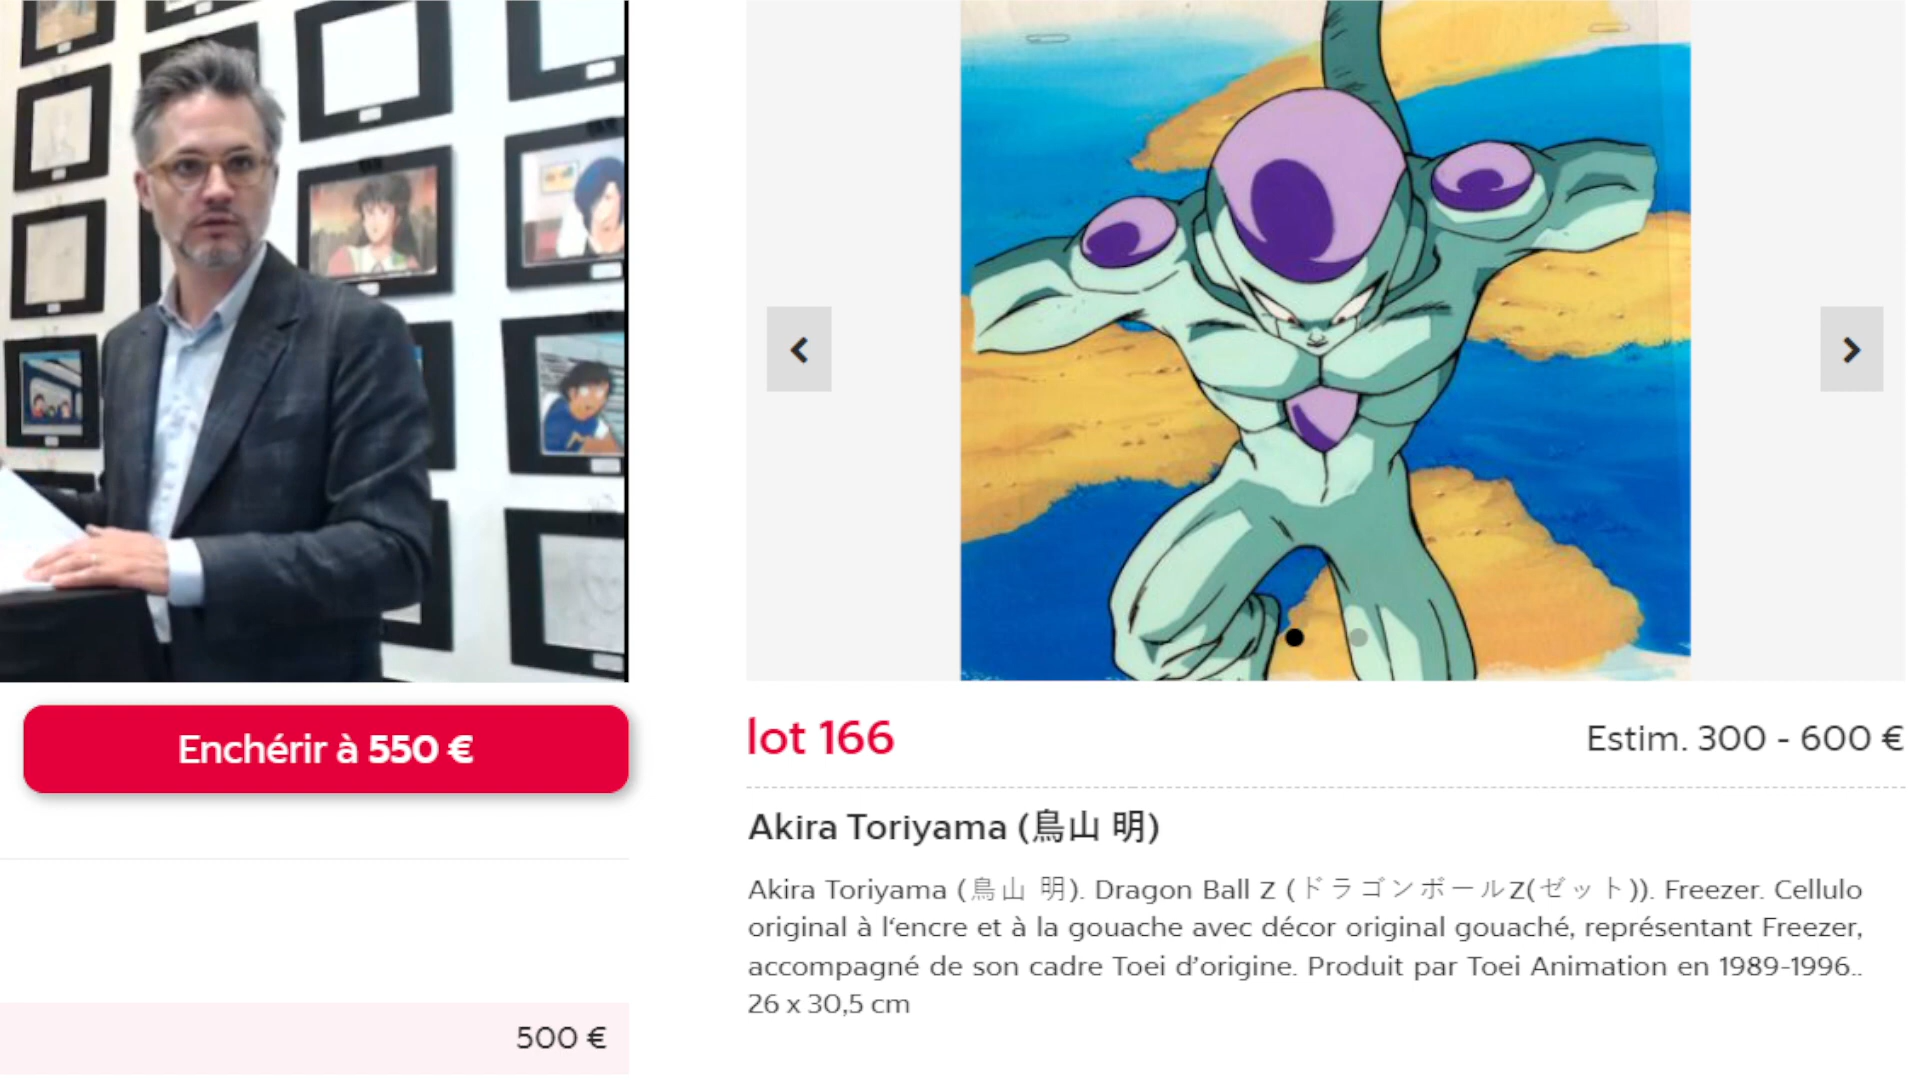 Enchérir à 550 €
500 €
lot 166
Estim. 300 - 600 €
Akira Toriyama (鳥山 明)
Akira Toriyama (鳥山 明). Dragon Ball Z (ドラゴンボールZ(ゼット)). Freezer. Cellulo
original à l‘encre et à la gouache avec décor original gouaché, représentant Freezer,
accompagné de son cadre Toei d’origine. Produit par Toei Animation en 1989-1996..
26 x 30,5 cm